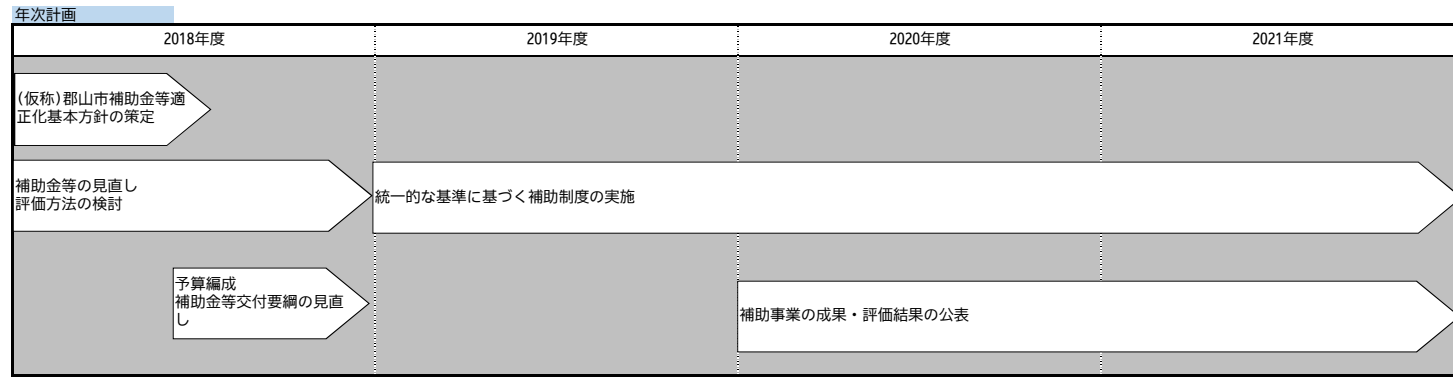 年次計画
2018年度
2019年度
2020年度
2021年度
(仮称)郡山市補助金等適
正化基本方針の策定
補助金等の見直し
評価方法の検討
統一的な基準に基づく補助制度の実施
予算編成
補助金等交付要綱の見直
し
補助事業の成果・評価結果の公表